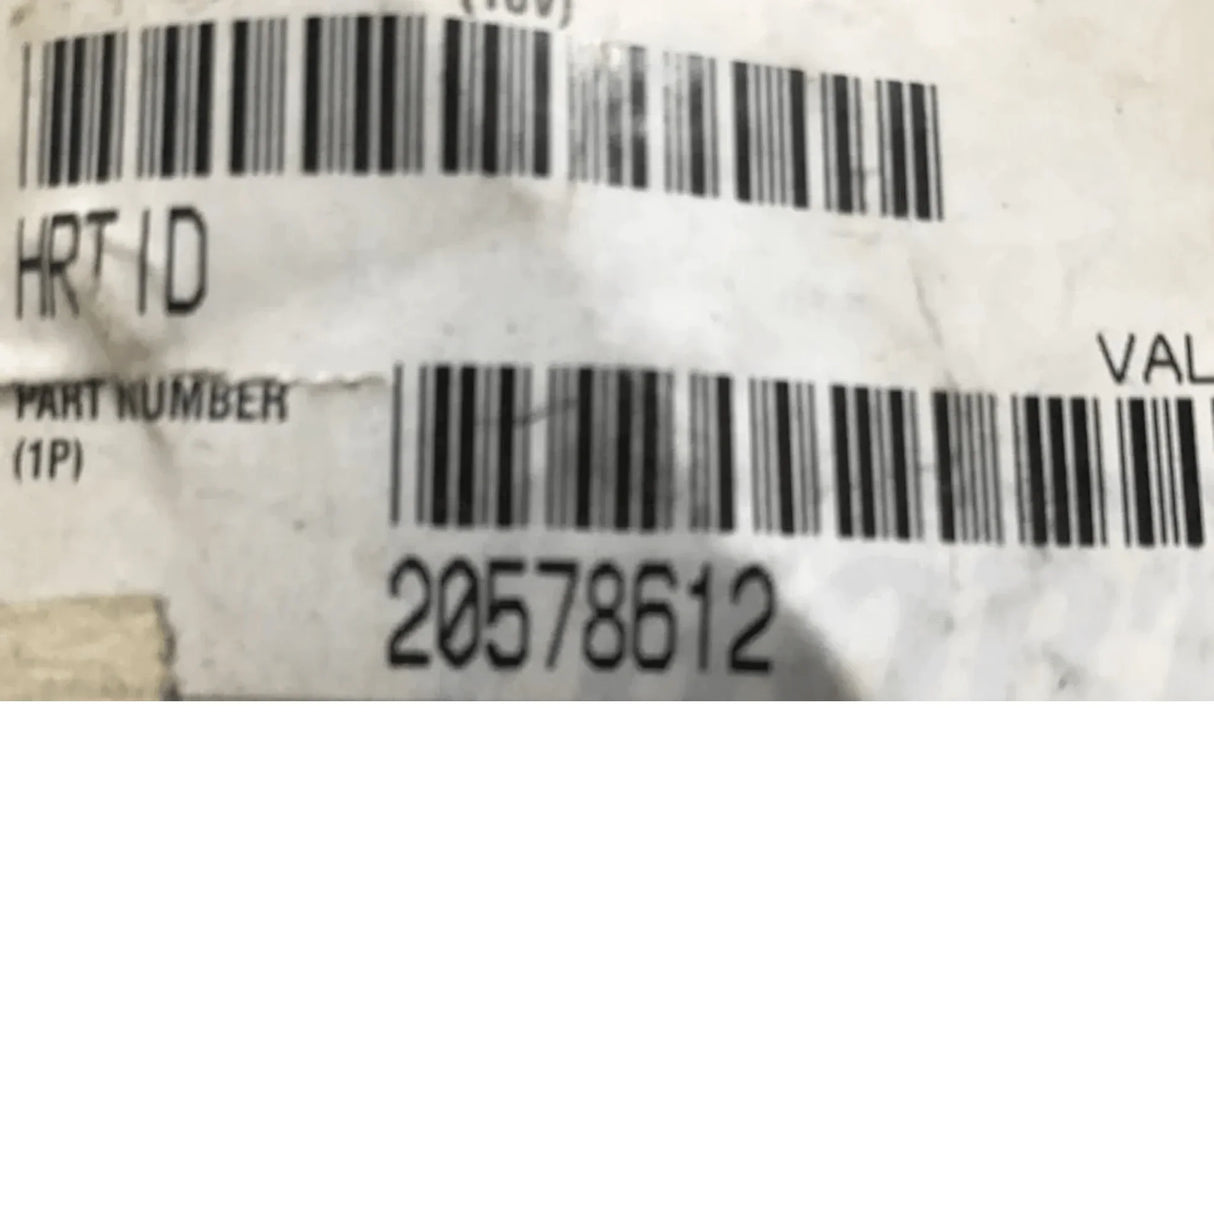 HRT ID
VAL
PART NUMBER
(1P)
20578612